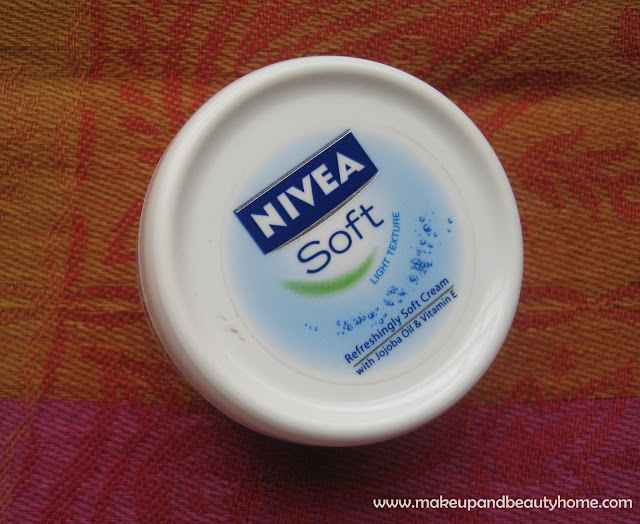 NIVEA
Soft
LIGHT TEXTURE
Refreshingly Soft Cream
with Jojoba Oil & Vitamin E
www.makeupandbeautyhome.com